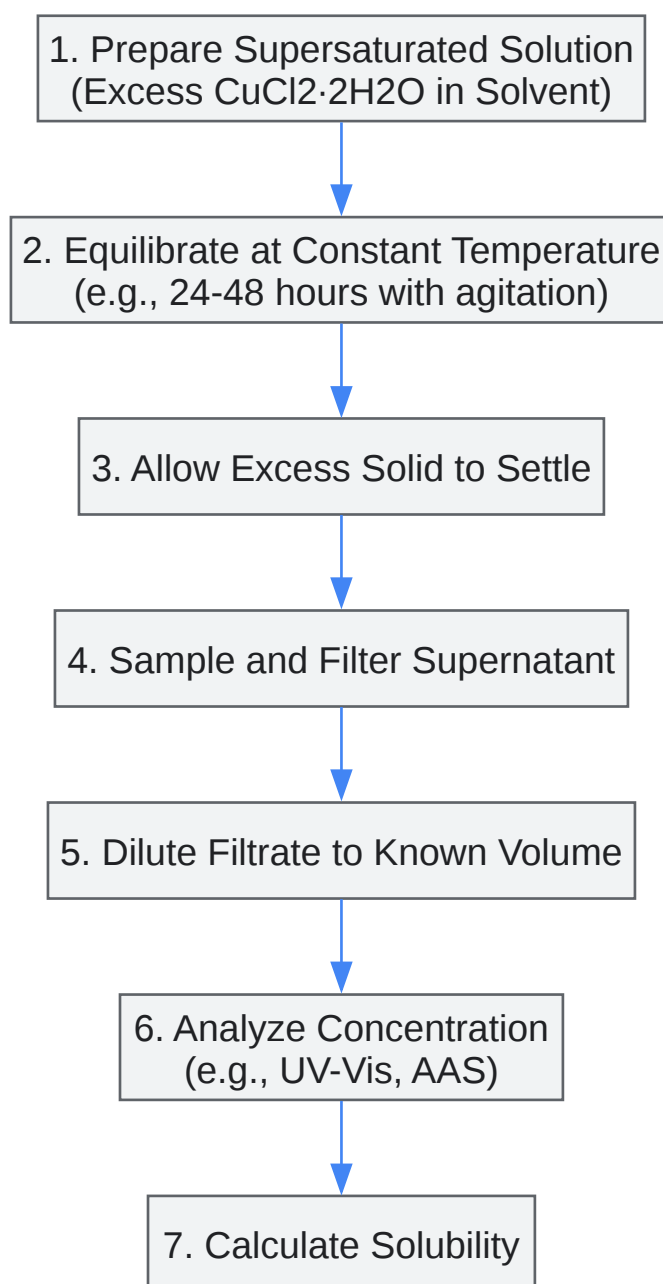 1. Prepare Supersaturated Solution
(Excess CuCl2·2H2O in Solvent)
2. Equilibrate at Constant Temperature
(e.g., 24-48 hours with agitation)
3. Allow Excess Solid to Settle
4. Sample and Filter Supernatant
5. Dilute Filtrate to Known Volume
6. Analyze Concentration
(e.g., UV-Vis, AAS)
7. Calculate Solubility